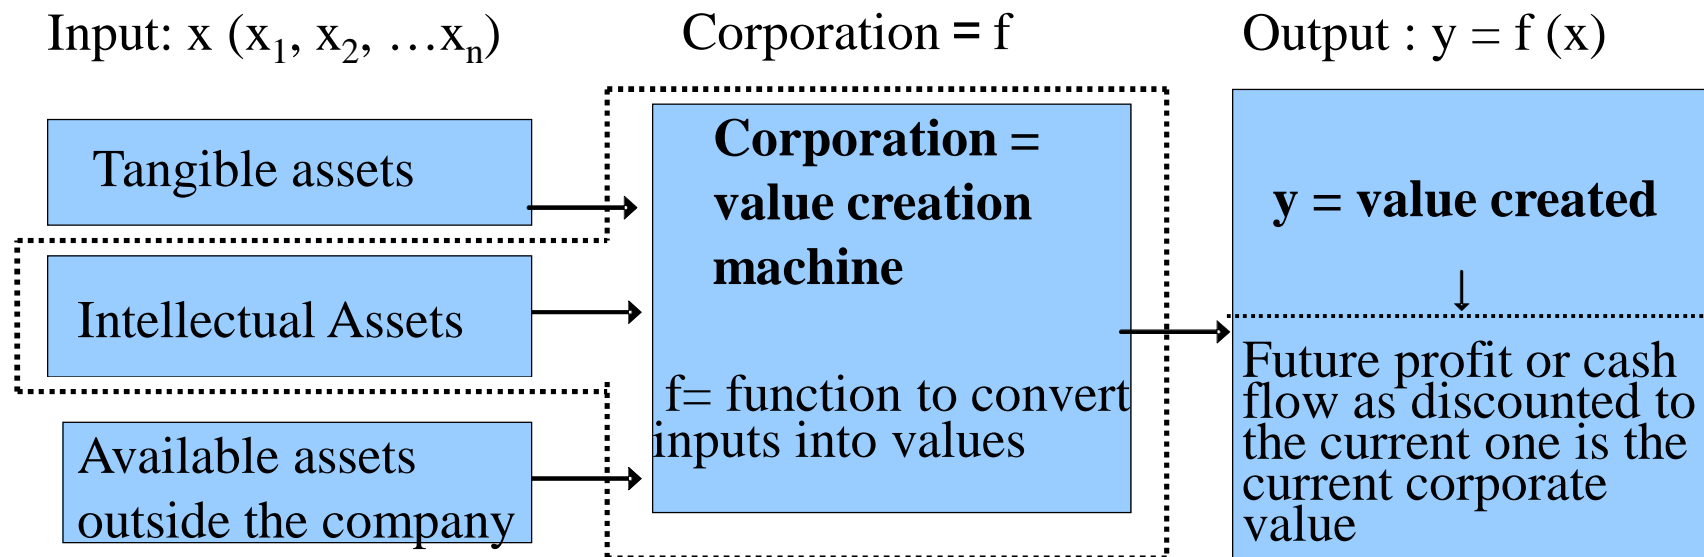 Input: x (x₁, x₂, …xₙ)
Corporation = f
Output : y = f (x)
Tangible assets
Intellectual Assets
Available assets
outside the company
Corporation =
value creation
machine
f= function to convert
inputs into values
y = value created
Future profit or cash
flow as discounted to
the current one is the
current corporate
value